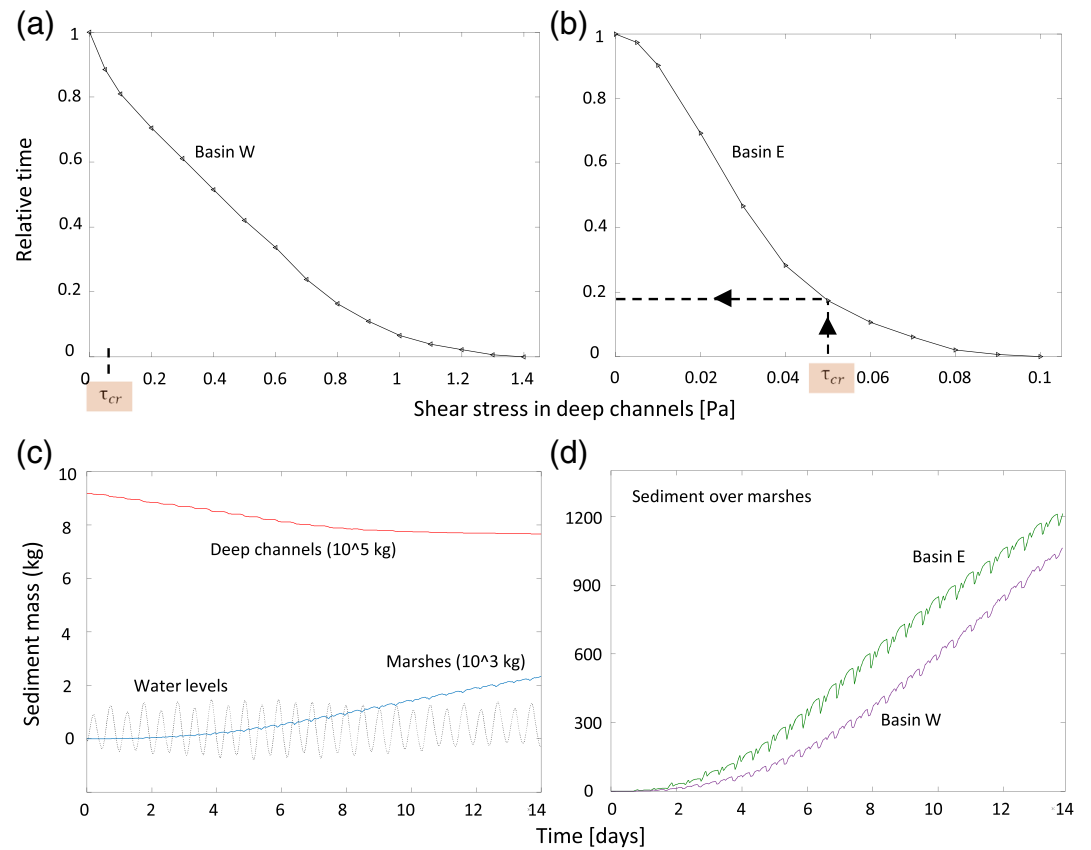 (a)
(b)
Relative time
1
0.8
0.6
0.4
0.2
0
Basin W
0
0.2
0.4
0.6
0.8
1
1.2
1.4
τcr
1
0.8
0.6
0.4
0.2
0
Basin E
0
0.02
0.04
0.06
0.08
0.1
τcr
Shear stress in deep channels [Pa]
(c)
(d)
Sediment mass (kg)
10
8
6
4
2
0
Deep channels (10^5 kg)
Marshes (10^3 kg)
Water levels
0
2
4
6
8
10
12
14
Sediment over marshes
1200
900
600
300
0
Basin E
Basin W
0
2
4
6
8
10
12
14
Time [days]